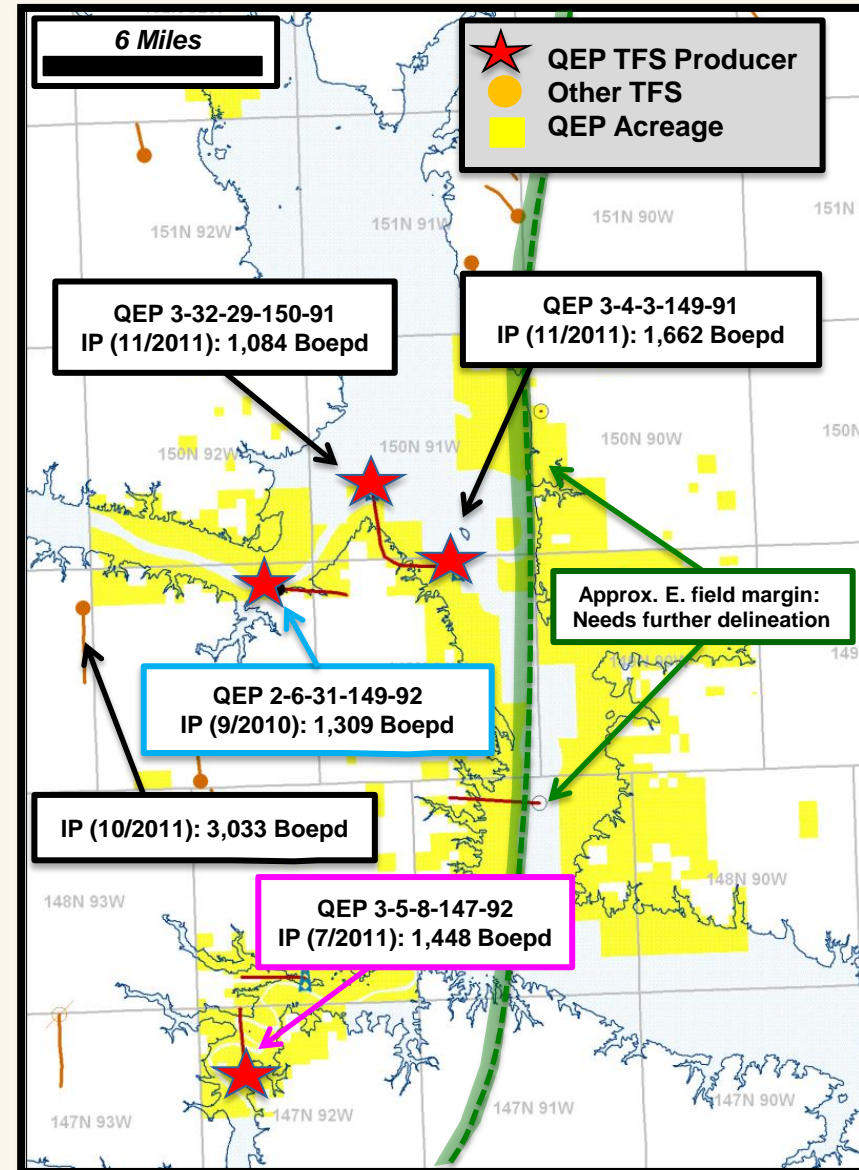 6 Miles
QEP TFS Producer
Other TFS
QEP Acreage
151N 92W
151N 91W
151N 90W
151N
QEP 3-32-29-150-91
IP (11/2011): 1,084 Boepd
QEP 3-4-3-149-91
IP (11/2011): 1,662 Boepd
150N 92W
150N 91W
150N 90W
150N
Approx. E. field margin:
Needs further delineation
149
QEP 2-6-31-149-92
IP (9/2010): 1,309 Boepd
IP (10/2011): 3,033 Boepd
148N 93W
148N 90W
QEP 3-5-8-147-92
IP (7/2011): 1,448 Boepd
147N 93W
147N 92W
147N 91W
147N 90W